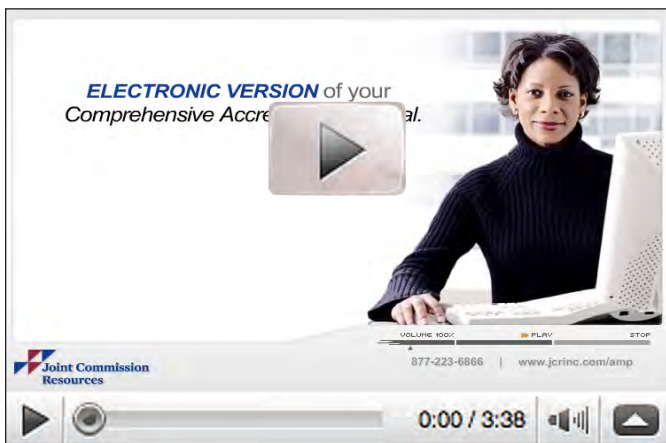 ELECTRONIC VERSION of your
Comprehensive Accre al.
VOLUME 100% PLAY STOP
877-223-6866 | www.jcrinc.com/amp
Joint Commission
Resources
0:00 / 3:38